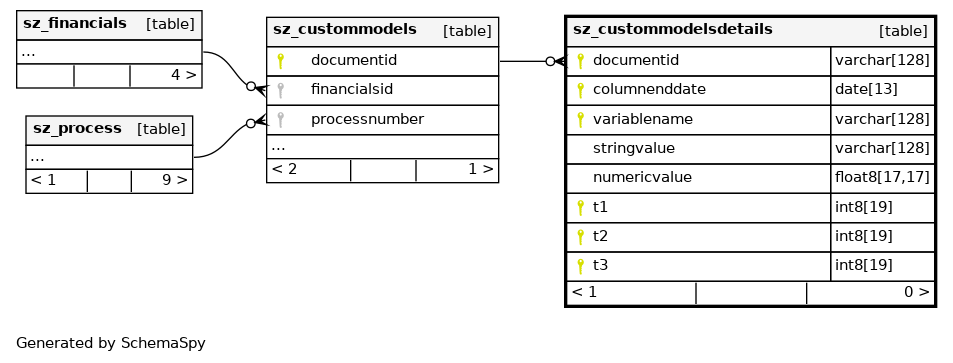 sz_financials [table]
...
4 >
sz_process [table]
...
< 1 9 >
sz_custommodels [table]
documentid
financialsid
processnumber
...
< 2 1 >
sz_custommodelsdetails [table]
documentid varchar[128]
columnenddate date[13]
variablename varchar[128]
stringvalue varchar[128]
numericvalue float8[17,17]
t1 int8[19]
t2 int8[19]
t3 int8[19]
< 1 0 >
Generated by SchemaSpy